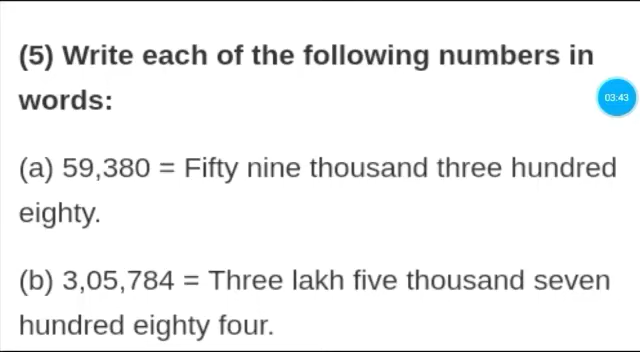 (5) Write each of the following numbers in
words:
03:43
(a) 59,380 = Fifty nine thousand three hundred
eighty.
(b) 3,05,784 = Three lakh five thousand seven
hundred eighty four.